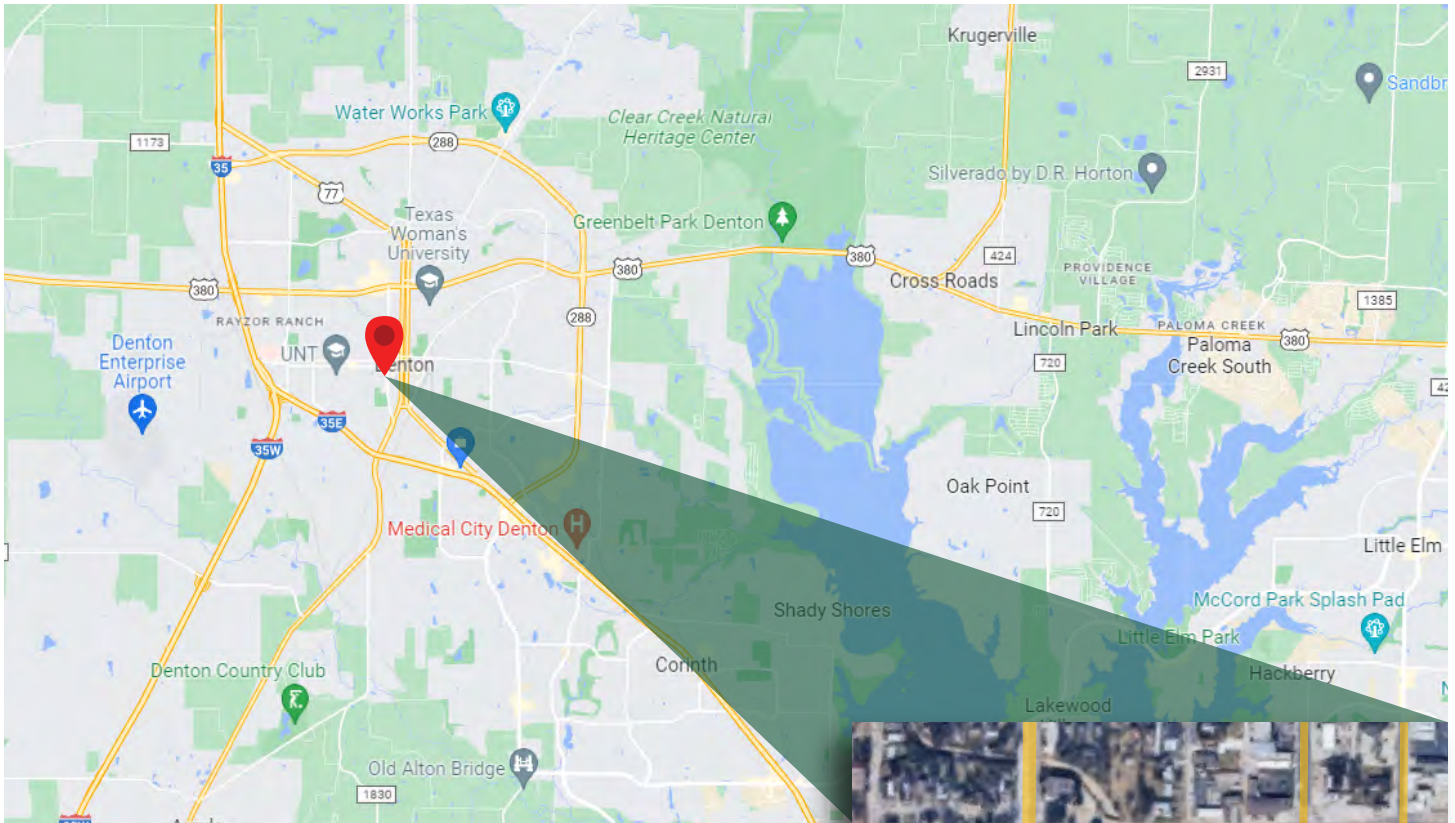 Krugerville
2931
Sandbr
Water Works Park
Clear Creek Natural
Heritage Center
1173
288
35
77
Silverado by D.R. Horton
Texas
Woman's
University
Greenbelt Park Denton
380
380
424
380
Cross Roads
PROVIDENCE
VILLAGE
1385
RAYZOR RANCH
288
Lincoln Park
PALOMA CREEK
380
Denton
Enterprise
Airport
UNT
Denton
720
Paloma
Creek South
42
35E
35W
Oak Point
720
Medical City Denton
H
Little Elm
McCord Park Splash Pad
Shady Shores
Little Elm Park
Corinth
Hackberry
Denton Country Club
Lakewood
Old Alton Bridge
1830